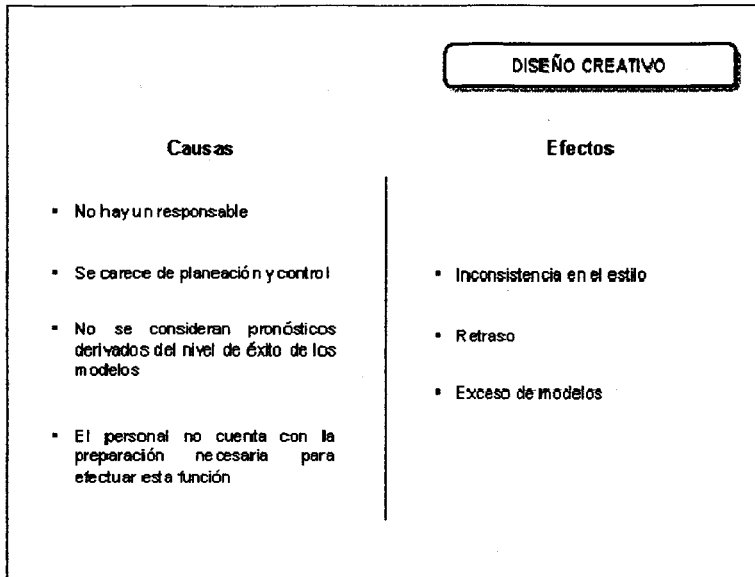 DISEÑO CREATIVO
Causas
▪ No hay un responsable
▪ Se carece de planeación y control
▪ No se consideran pronósticos
derivados del nivel de éxito de los
modelos
▪ El personal no cuenta con la
preparación necesaria para
efectuar esta función
Efectos
▪ Inconsistencia en el estilo
▪ Retraso
▪ Exceso de modelos